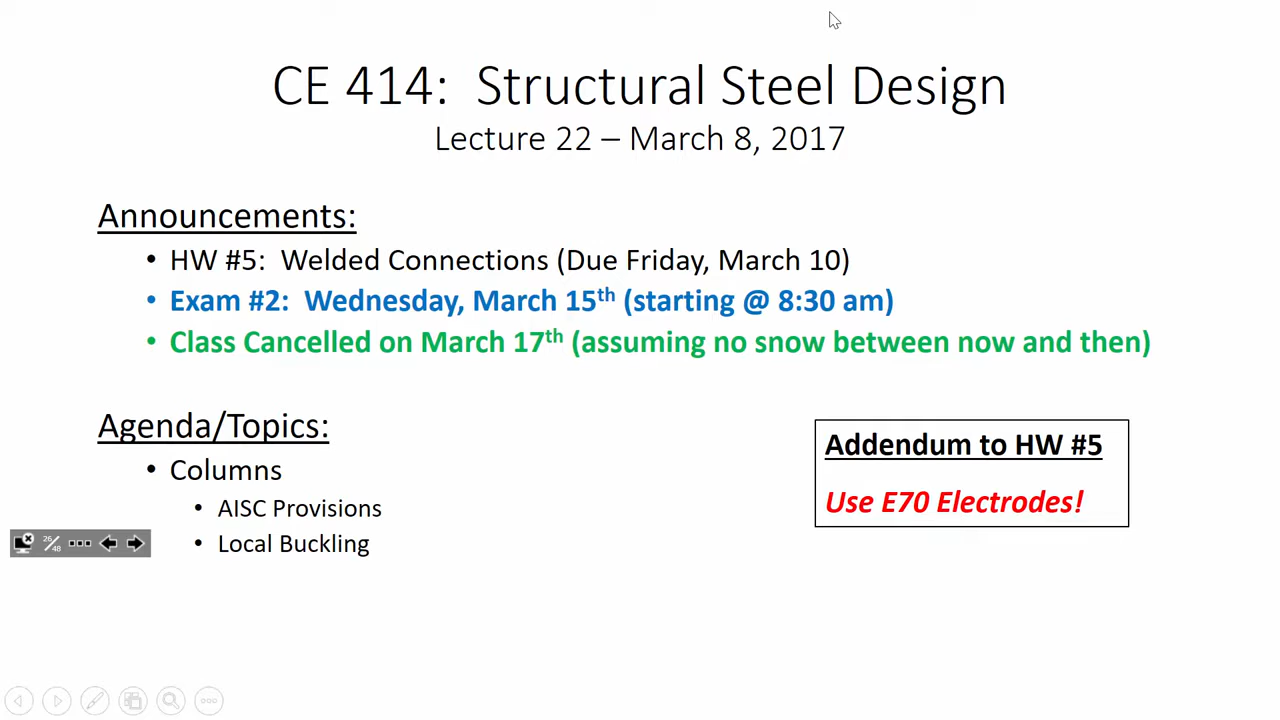 CE 414: Structural Steel Design
Lecture 22 – March 8, 2017
Announcements:
• HW #5: Welded Connections (Due Friday, March 10)
• Exam #2: Wednesday, March 15th (starting @ 8:30 am)
• Class Cancelled on March 17th (assuming no snow between now and then)
Agenda/Topics:
• Columns
• AISC Provisions
• Local Buckling
Addendum to HW #5
Use E70 Electrodes!
26/48